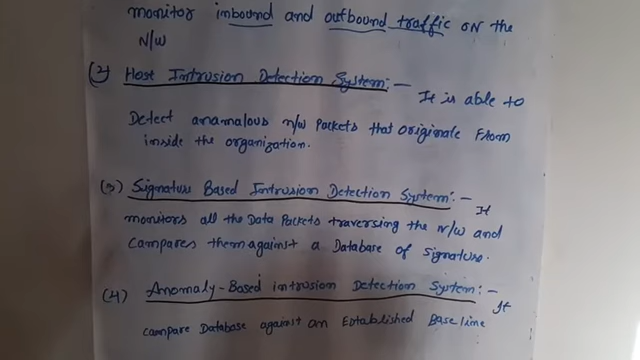 monitor inbound and outbound traffic on the
N/W
(2) Host Intrusion Detection System: — It is able to
Detect anamalous n/w Packets that originate From
inside the organization.
(3) Signature Based Intrusion Detection System:- It
monitors all the Data Packets traversing the N/W and
Compares them against a Database of Signature.
(4) Anomaly-Based intrusion Detection System:- It
compare Database against an Established Baseline